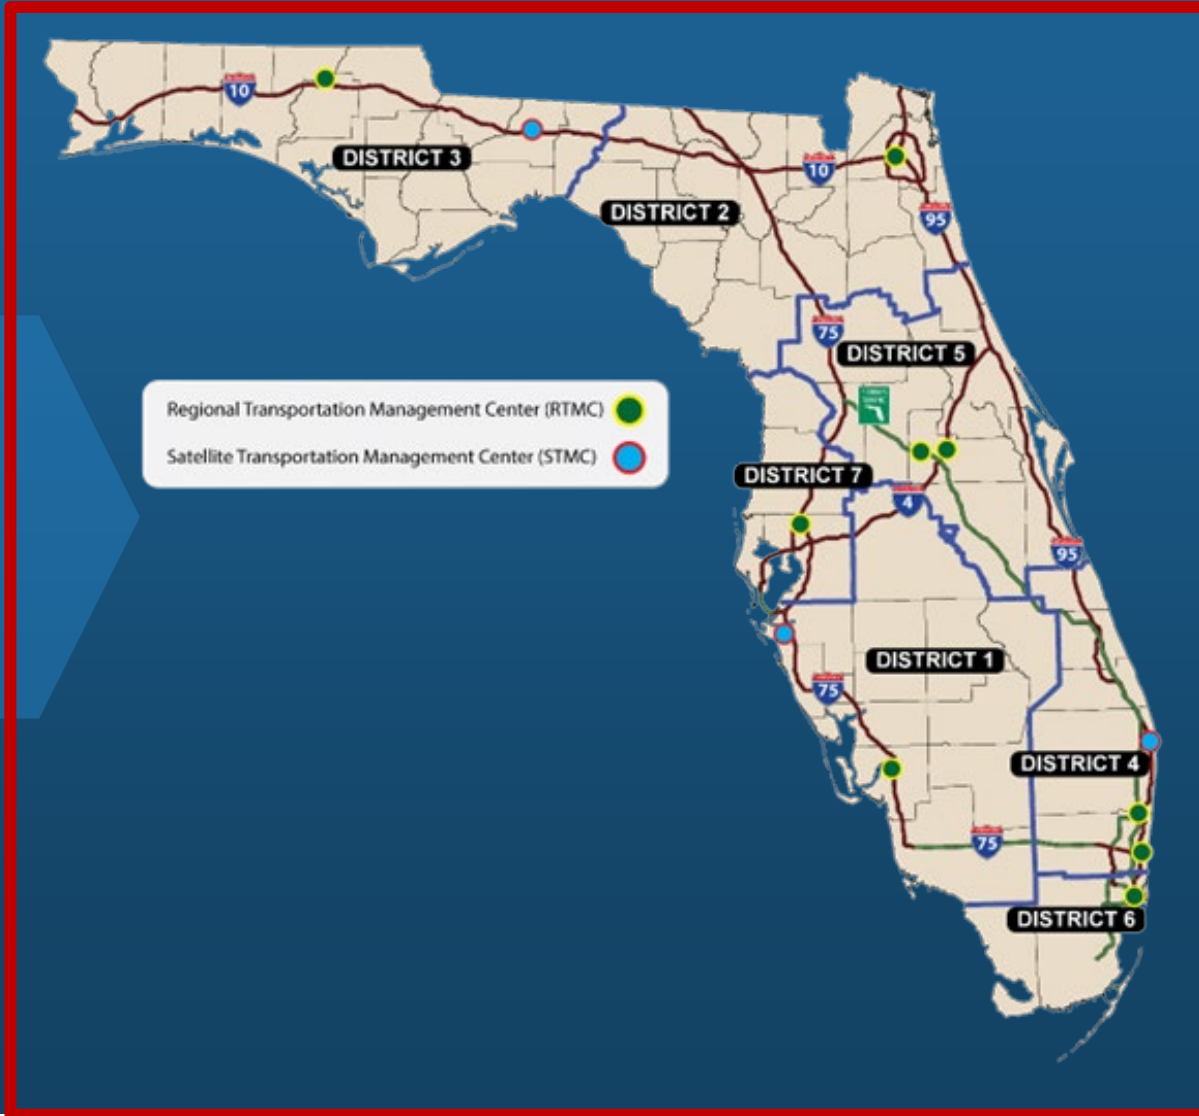 10
DISTRICT 3
10
DISTRICT 2
95
75
DISTRICT 5
Regional Transportation Management Center (RTMC)
Satellite Transportation Management Center (STMC)
DISTRICT 7
4
95
DISTRICT 1
75
DISTRICT 4
75
DISTRICT 6